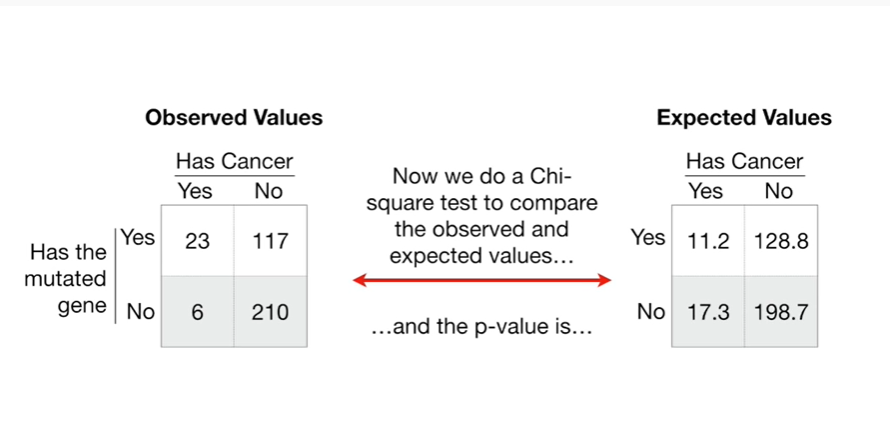 Observed Values
Has Cancer
Yes No
Has the
mutated
gene
Yes 23 117
No 6 210
Now we do a Chi-
square test to compare
the observed and
expected values...
...and the p-value is...
Expected Values
Has Cancer
Yes No
Yes 11.2 128.8
No 17.3 198.7